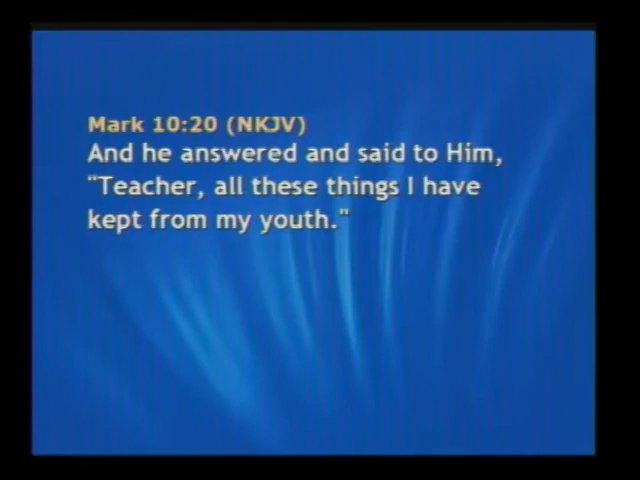 Mark 10:20 (NKJV)
And he answered and said to Him,
"Teacher, all these things I have
kept from my youth."